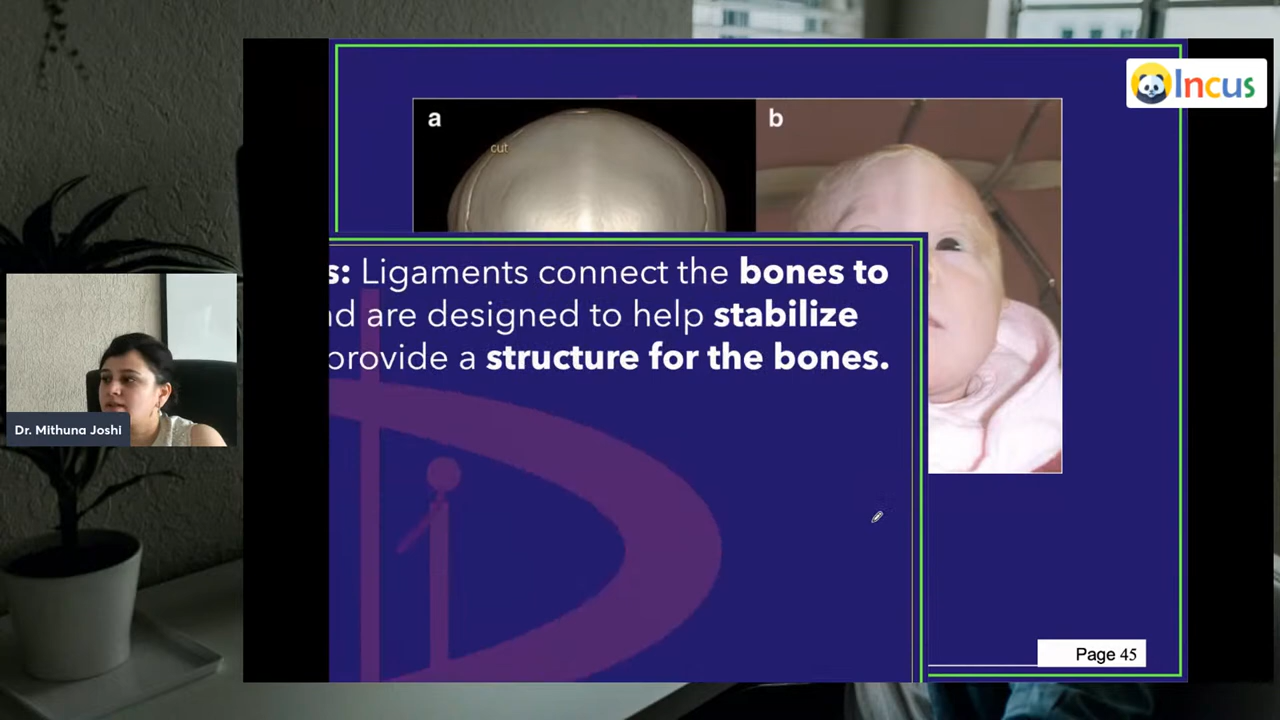 Incus
a
b
cut
s: Ligaments connect the bones to
nd are designed to help stabilize
provide a structure for the bones.
Dr. Mithuna Joshi
Page 45